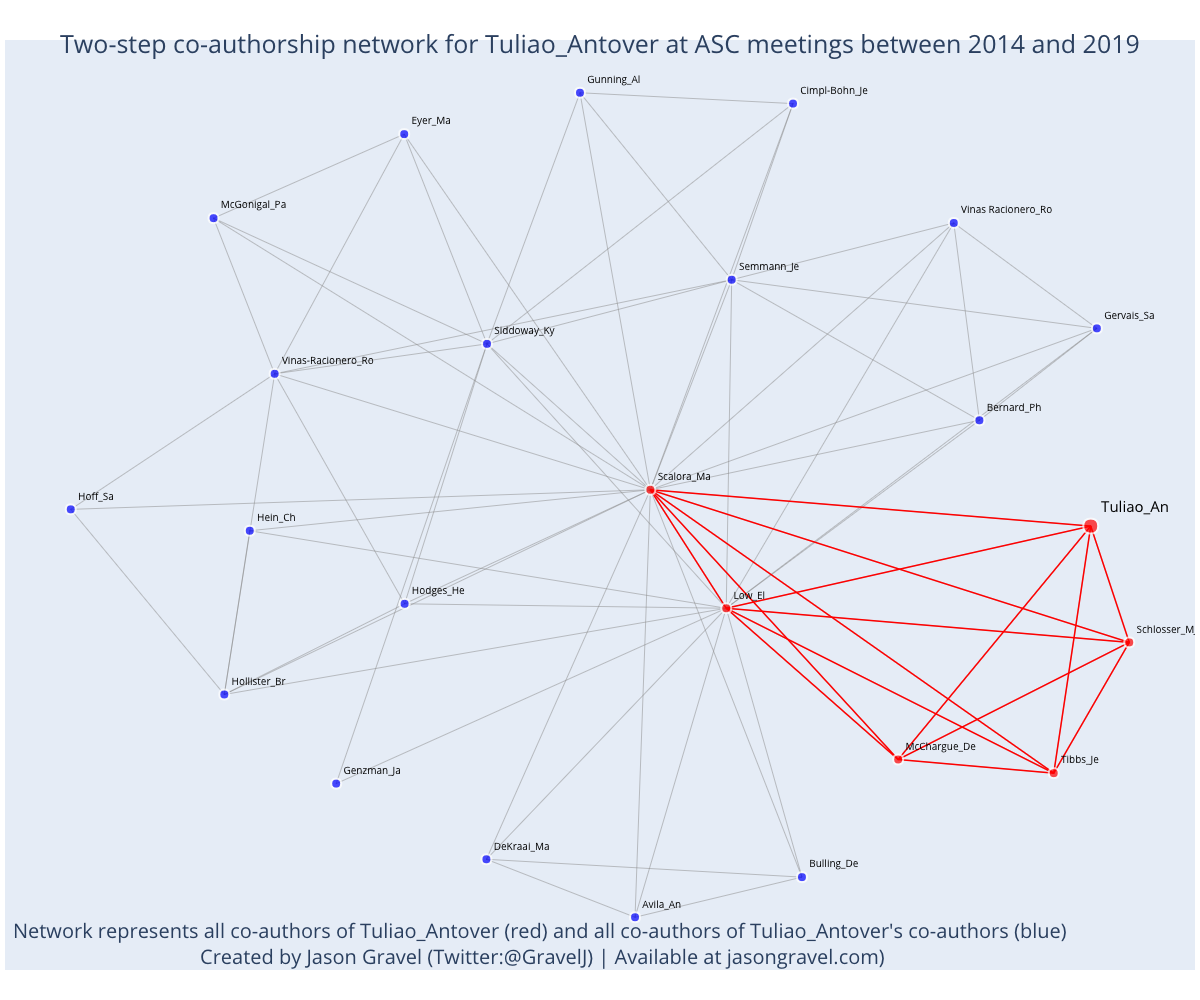 Two-step co-authorship network for Tuliao_Antover at ASC meetings between 2014 and 2019
Gunning_Al
Cimpl-Bohn_Je
Eyer_Ma
McGonigal_Pa
Vinas Racionero_Ro
Semmann_Je
Gervais_Sa
Siddoway_Ky
Vinas-Racionero_Ro
Bernard_Ph
Scalora_Ma
Hoff_Sa
Tuliao_An
Hein_Ch
Hodges_He
Low_El
Schlosser_M
Hollister_Br
McChargue_De
Tibbs_Je
Genzman_Ja
DeKraai_Ma
Bulling_De
Avila_An
Network represents all co-authors of Tuliao_Antover (red) and all co-authors of Tuliao_Antover's co-authors (blue)
Created by Jason Gravel (Twitter:@GravelJ) | Available at jasongravel.com)